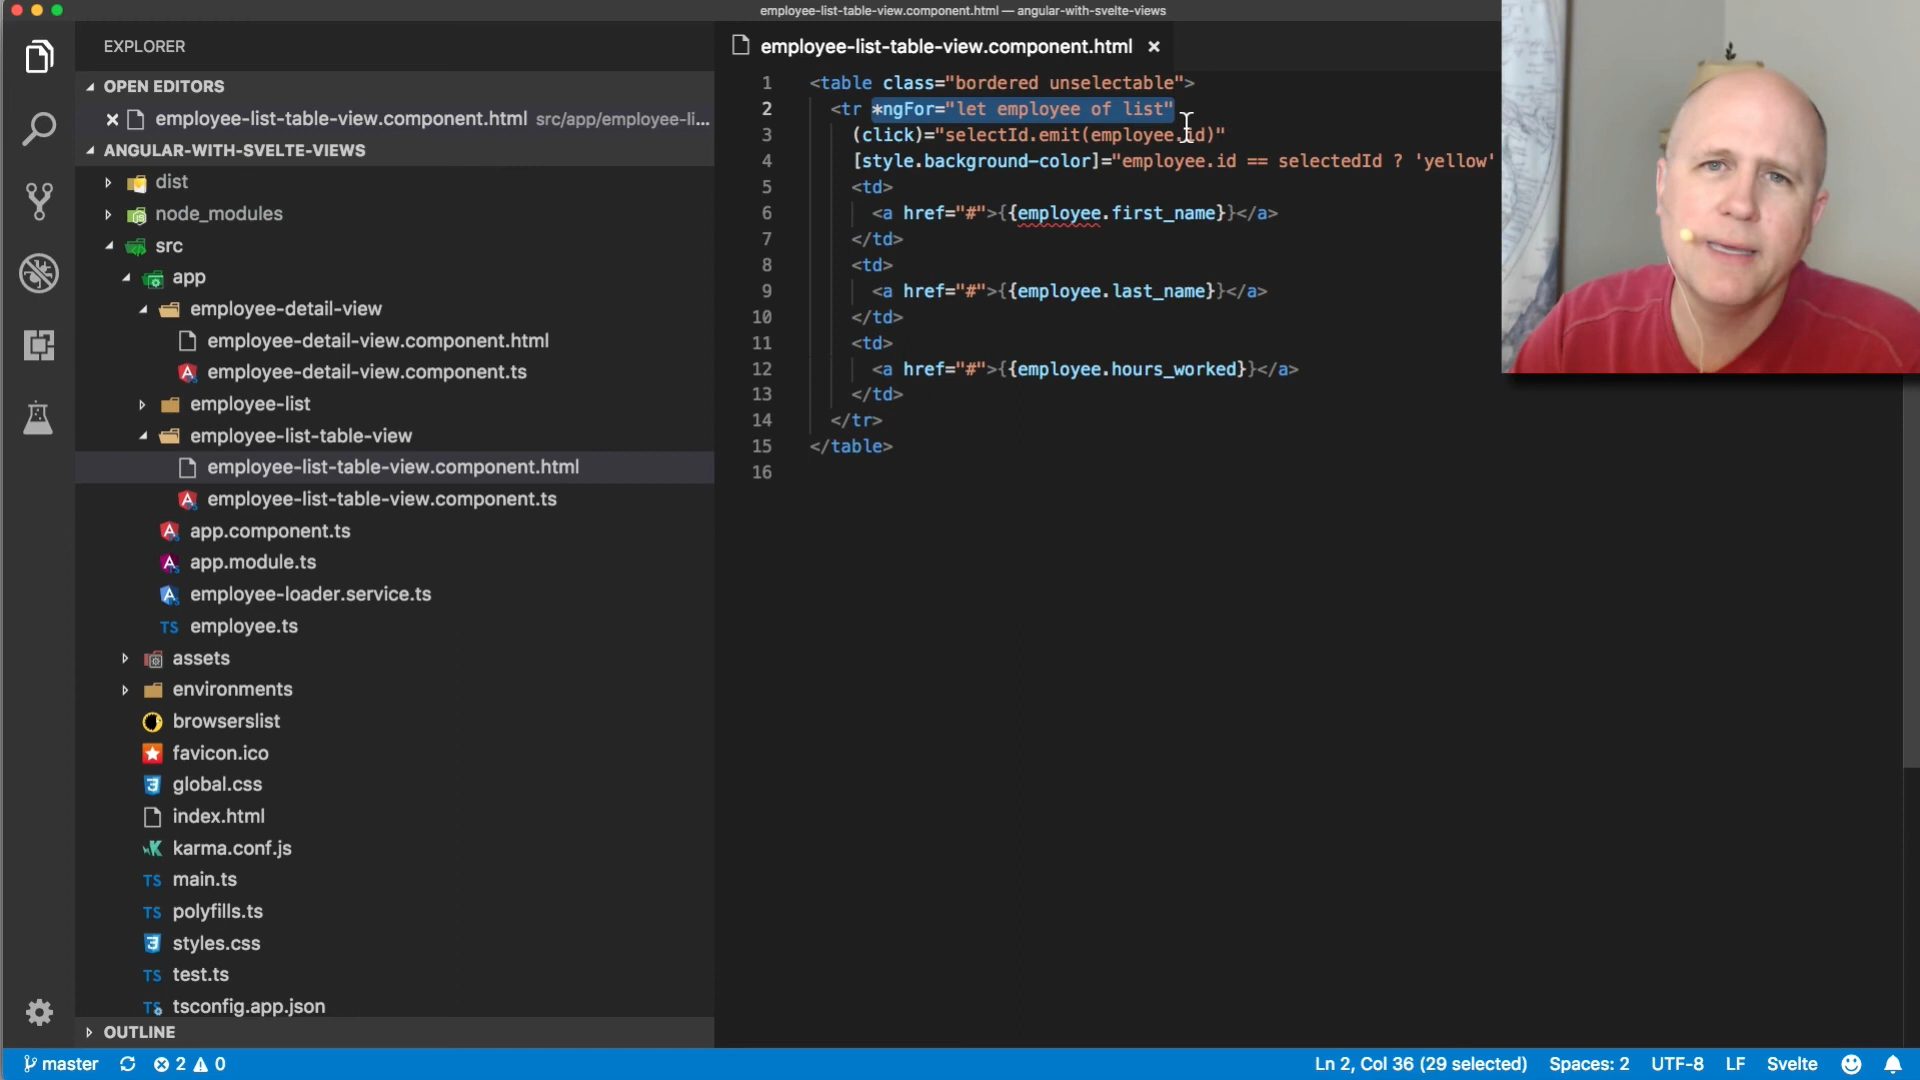 employee-list-table-view.component.html — angular-with-svelte-views
EXPLORER
OPEN EDITORS
employee-list-table-view.component.html src/app/employee-li...
ANGULAR-WITH-SVELTE-VIEWS
dist
node_modules
src
app
employee-detail-view
employee-detail-view.component.html
employee-detail-view.component.ts
employee-list
employee-list-table-view
employee-list-table-view.component.html
employee-list-table-view.component.ts
app.component.ts
app.module.ts
employee-loader.service.ts
TS employee.ts
assets
environments
browserslist
favicon.ico
global.css
index.html
karma.conf.js
TS main.ts
TS polyfills.ts
styles.css
TS test.ts
TS tsconfig.app.json
OUTLINE
employee-list-table-view.component.html
1 <table class="bordered unselectable">
2 <tr *ngFor="let employee of list"
3 (click)="selectId.emit(employee.id)"
4 [style.background-color]="employee.id == selectedId ? 'yellow'
5 <td>
6 <a href="#">{{employee.first_name}}</a>
7 </td>
8 <td>
9 <a href="#">{{employee.last_name}}</a>
10 </td>
11 <td>
12 <a href="#">{{employee.hours_worked}}</a>
13 </td>
14 </tr>
15 </table>
16
master 2 0 Ln 2, Col 36 (29 selected) Spaces: 2 UTF-8 LF Svelte